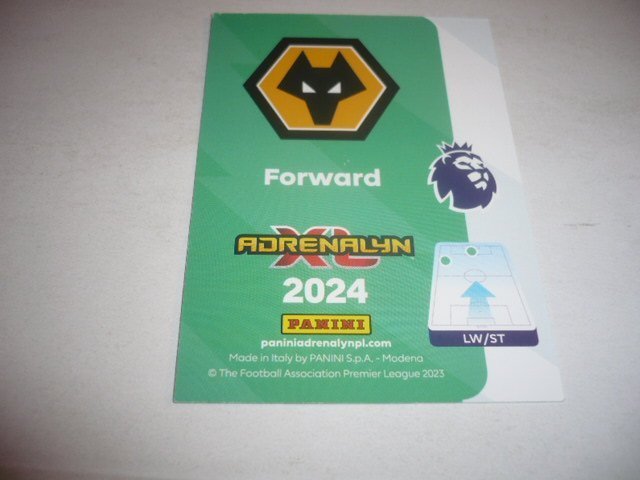 Forward
ADRENALYN
XL
2024
PANINI
paniniadrenalynpl.com
Made in Italy by PANINI S.p.A. - Modena
© The Football Association Premier League 2023
LW/ST